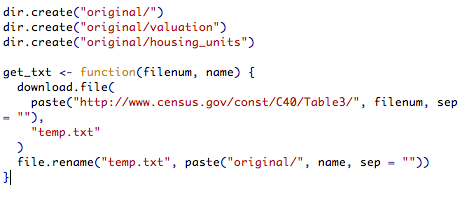 dir.create("original/")
dir.create("original/valuation")
dir.create("original/housing_units")
get_txt <- function(filenum, name) {
  download.file(
    paste("http://www.census.gov/const/C40/Table3/", filenum, sep
= ""),
    "temp.txt"
  )
  file.rename("temp.txt", paste("original/", name, sep = ""))
}